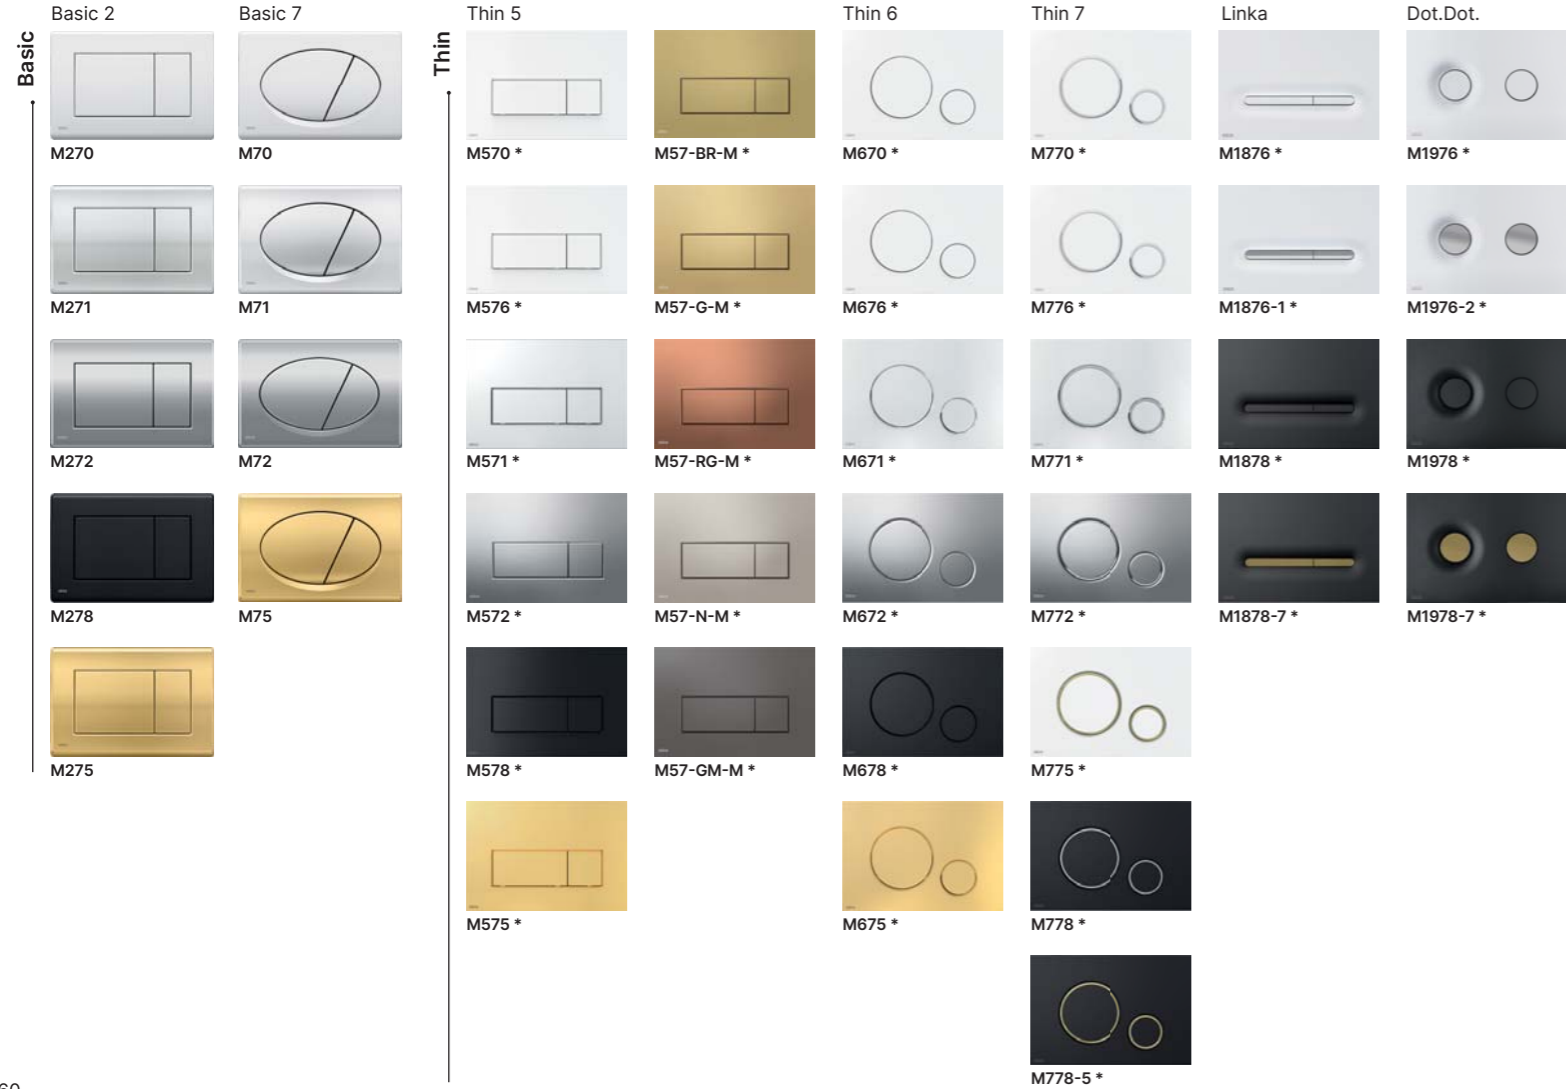 Basic 2 Basic 7 Thin 5 Thin 6 Thin 7 Linka Dot.Dot.
Basic
Thin
M270 M70 M570 * M57-BR-M * M670 * M770 * M1876 * M1976 *
M271 M71 M576 * M57-G-M * M676 * M776 * M1876-1 * M1976-2 *
M272 M72 M571 * M57-RG-M * M671 * M771 * M1878 * M1978 *
M278 M75 M572 * M57-N-M * M672 * M772 * M1878-7 * M1978-7 *
M275 M578 * M57-GM-M * M678 * M775 *
M575 * M675 * M778 *
M778-5 *